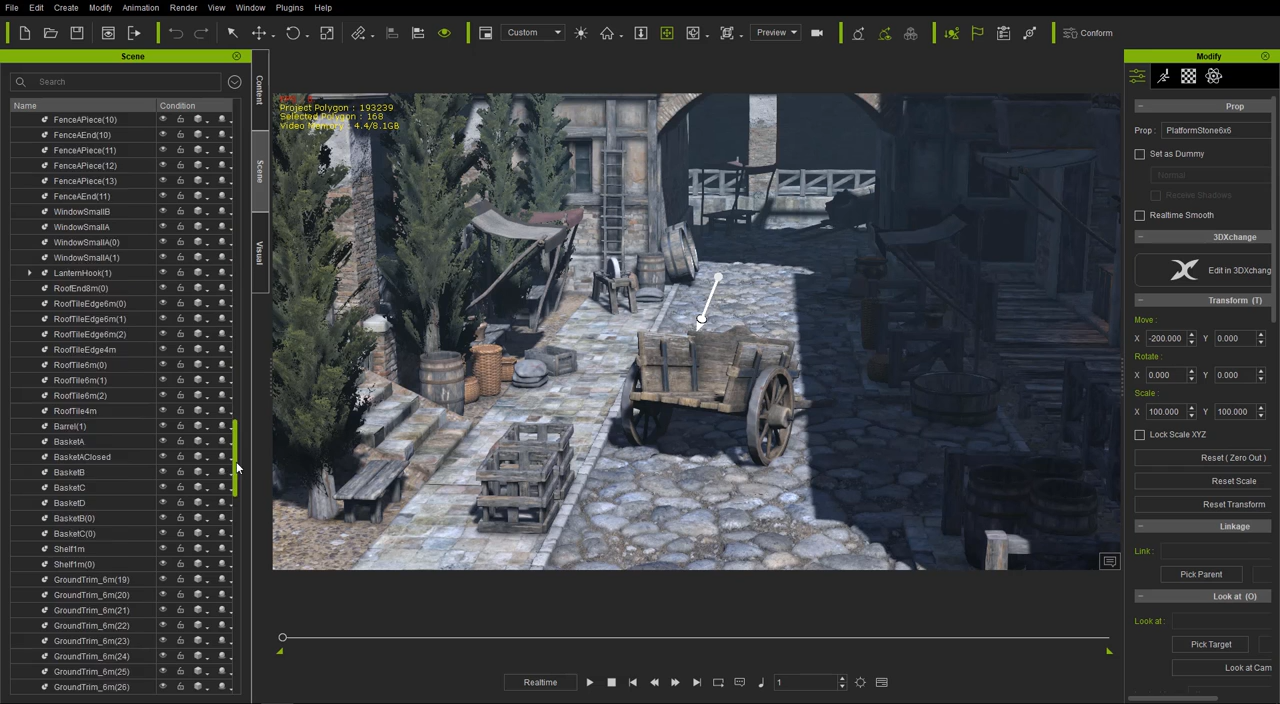 File Edit Create Modify Animation Render View Window Plugins Help
Custom Preview Conform
Scene
Search
Name Condition
FenceAPiece(10)
FenceAEnd(10)
FenceAPiece(11)
FenceAPiece(12)
FenceAPiece(13)
FenceAEnd(11)
WindowSmallB
WindowSmallA
WindowSmallA(0)
WindowSmallA(1)
LanternHook(1)
RoofEnd8m(0)
RoofTileEdge6m(0)
RoofTileEdge6m(1)
RoofTileEdge6m(2)
RoofTileEdge4m
RoofTile6m(0)
RoofTile6m(1)
RoofTile6m(2)
RoofTile4m
Barrel(1)
BasketA
BasketAClosed
BasketB
BasketC
BasketD
BasketB(0)
BasketC(0)
Shelf1m
Shelf1m(0)
GroundTrim_6m(19)
GroundTrim_6m(20)
GroundTrim_6m(21)
GroundTrim_6m(22)
GroundTrim_6m(23)
GroundTrim_6m(24)
GroundTrim_6m(25)
GroundTrim_6m(26)
Content
Scene
Visual
Project Polygon : 193239
Selected Polygon : 168
Video Memory : 4.4/8.1GB
Realtime 1
Modify
Prop
Prop : PlatformStone6x6
Set as Dummy
Normal
Receive Shadows
Realtime Smooth
3DXchange
Edit in 3DXchang
Transform (T)
Move :
X -200.000 Y 0.000
Rotate :
X 0.000 Y 0.000
Scale :
X 100.000 Y 100.000
Lock Scale XYZ
Reset ( Zero Out )
Reset Scale
Reset Transform
Linkage
Link :
Pick Parent
Look at (O)
Look at :
Pick Target
Look at Cam